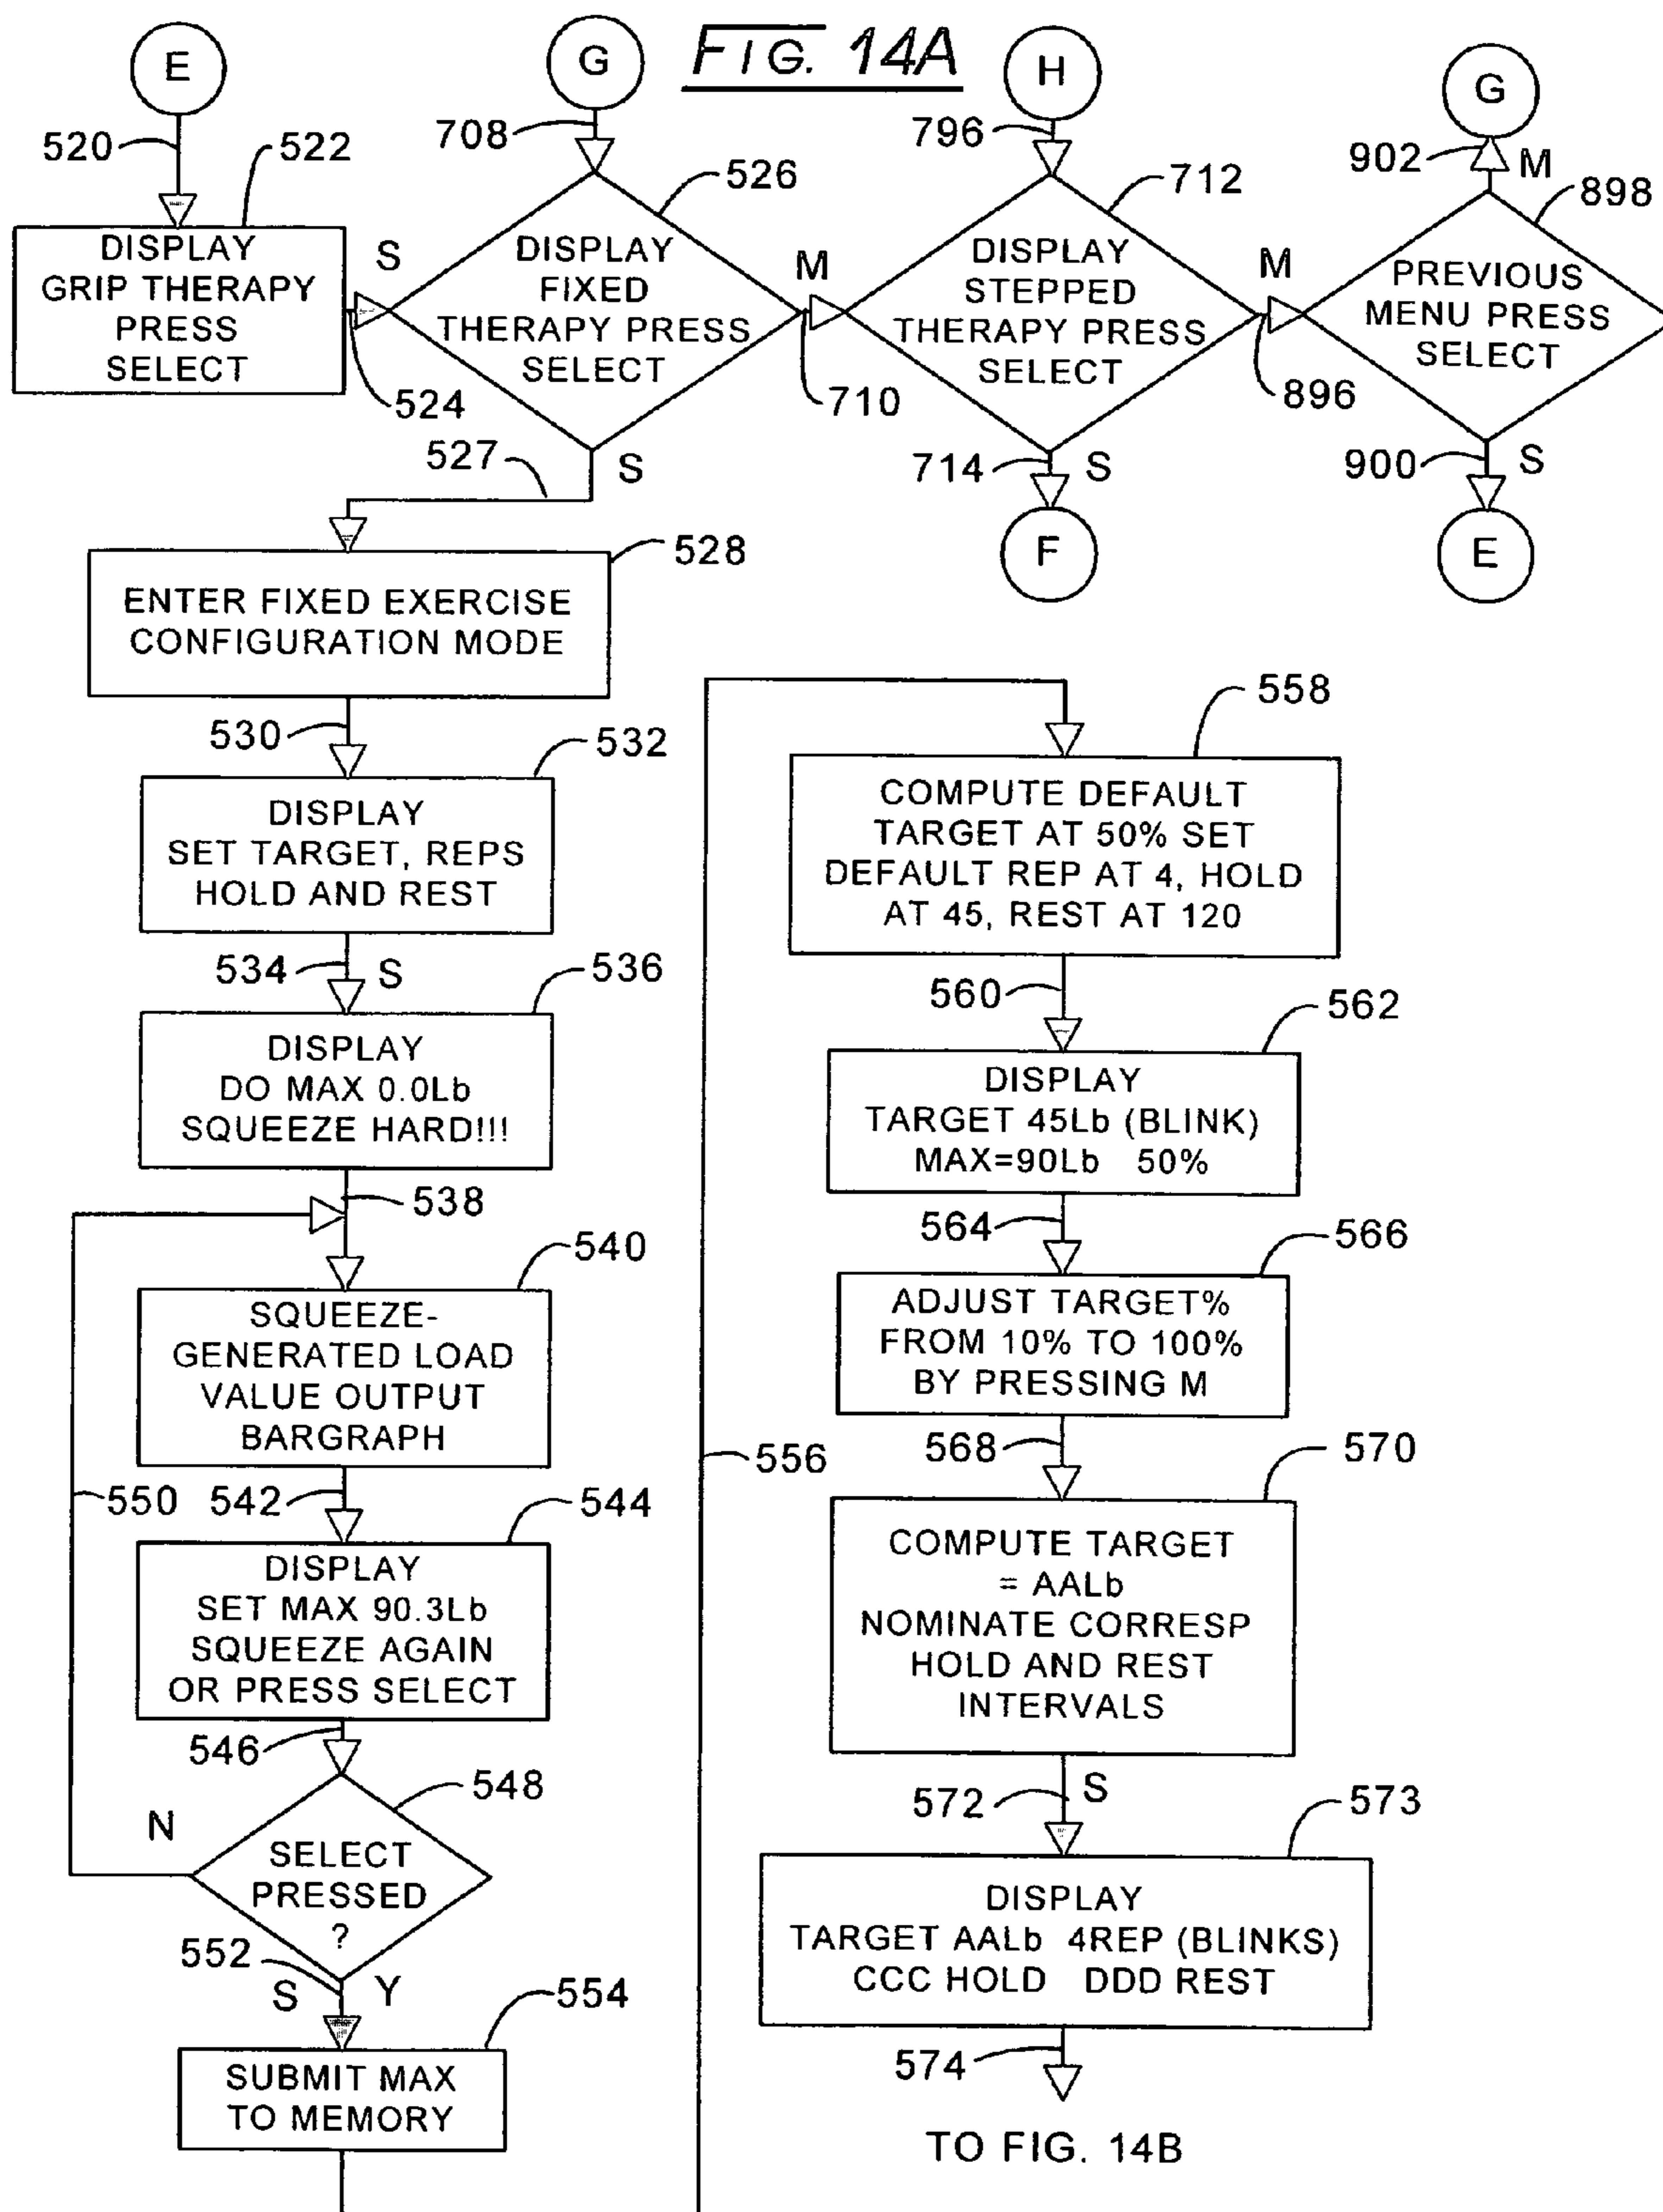 FIG. 14A
E
520
522
DISPLAY
GRIP THERAPY
PRESS
SELECT
S
524
G
708
526
DISPLAY
FIXED
THERAPY PRESS
SELECT
M
710
S
527
H
796
712
DISPLAY
STEPPED
THERAPY PRESS
SELECT
M
896
714
S
F
G
902
M
898
PREVIOUS
MENU PRESS
SELECT
900
S
E
528
ENTER FIXED EXERCISE
CONFIGURATION MODE
530
532
DISPLAY
SET TARGET, REPS
HOLD AND REST
534
S
536
DISPLAY
DO MAX 0.0Lb
SQUEEZE HARD!!!
538
540
SQUEEZE-
GENERATED LOAD
VALUE OUTPUT
BARGRAPH
550
542
544
DISPLAY
SET MAX 90.3Lb
SQUEEZE AGAIN
OR PRESS SELECT
546
548
N
SELECT
PRESSED
?
552
S
Y
554
SUBMIT MAX
TO MEMORY
556
558
COMPUTE DEFAULT
TARGET AT 50% SET
DEFAULT REP AT 4, HOLD
AT 45, REST AT 120
560
562
DISPLAY
TARGET 45Lb (BLINK)
MAX=90Lb 50%
564
566
ADJUST TARGET%
FROM 10% TO 100%
BY PRESSING M
568
570
COMPUTE TARGET
= AALb
NOMINATE CORRESP
HOLD AND REST
INTERVALS
572
S
573
DISPLAY
TARGET AALb 4REP (BLINKS)
CCC HOLD DDD REST
574
TO FIG. 14B